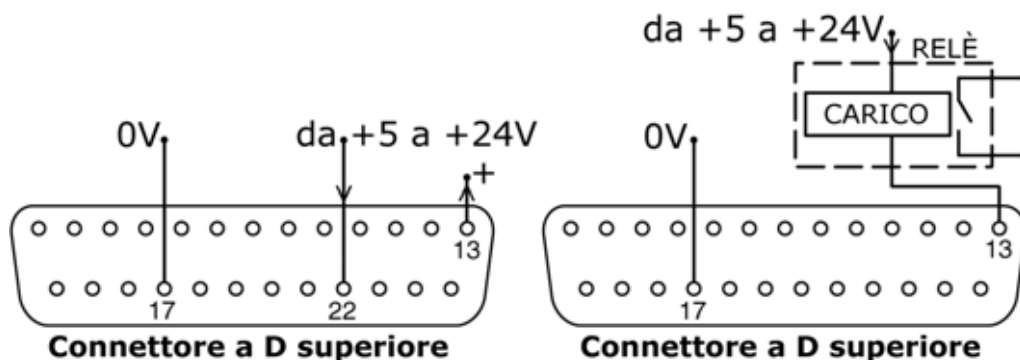 0V
da +5 a +24V
+
13
17
22
Connettore a D superiore
da +5 a +24V
RELÈ
CARICO
0V
13
17
Connettore a D superiore